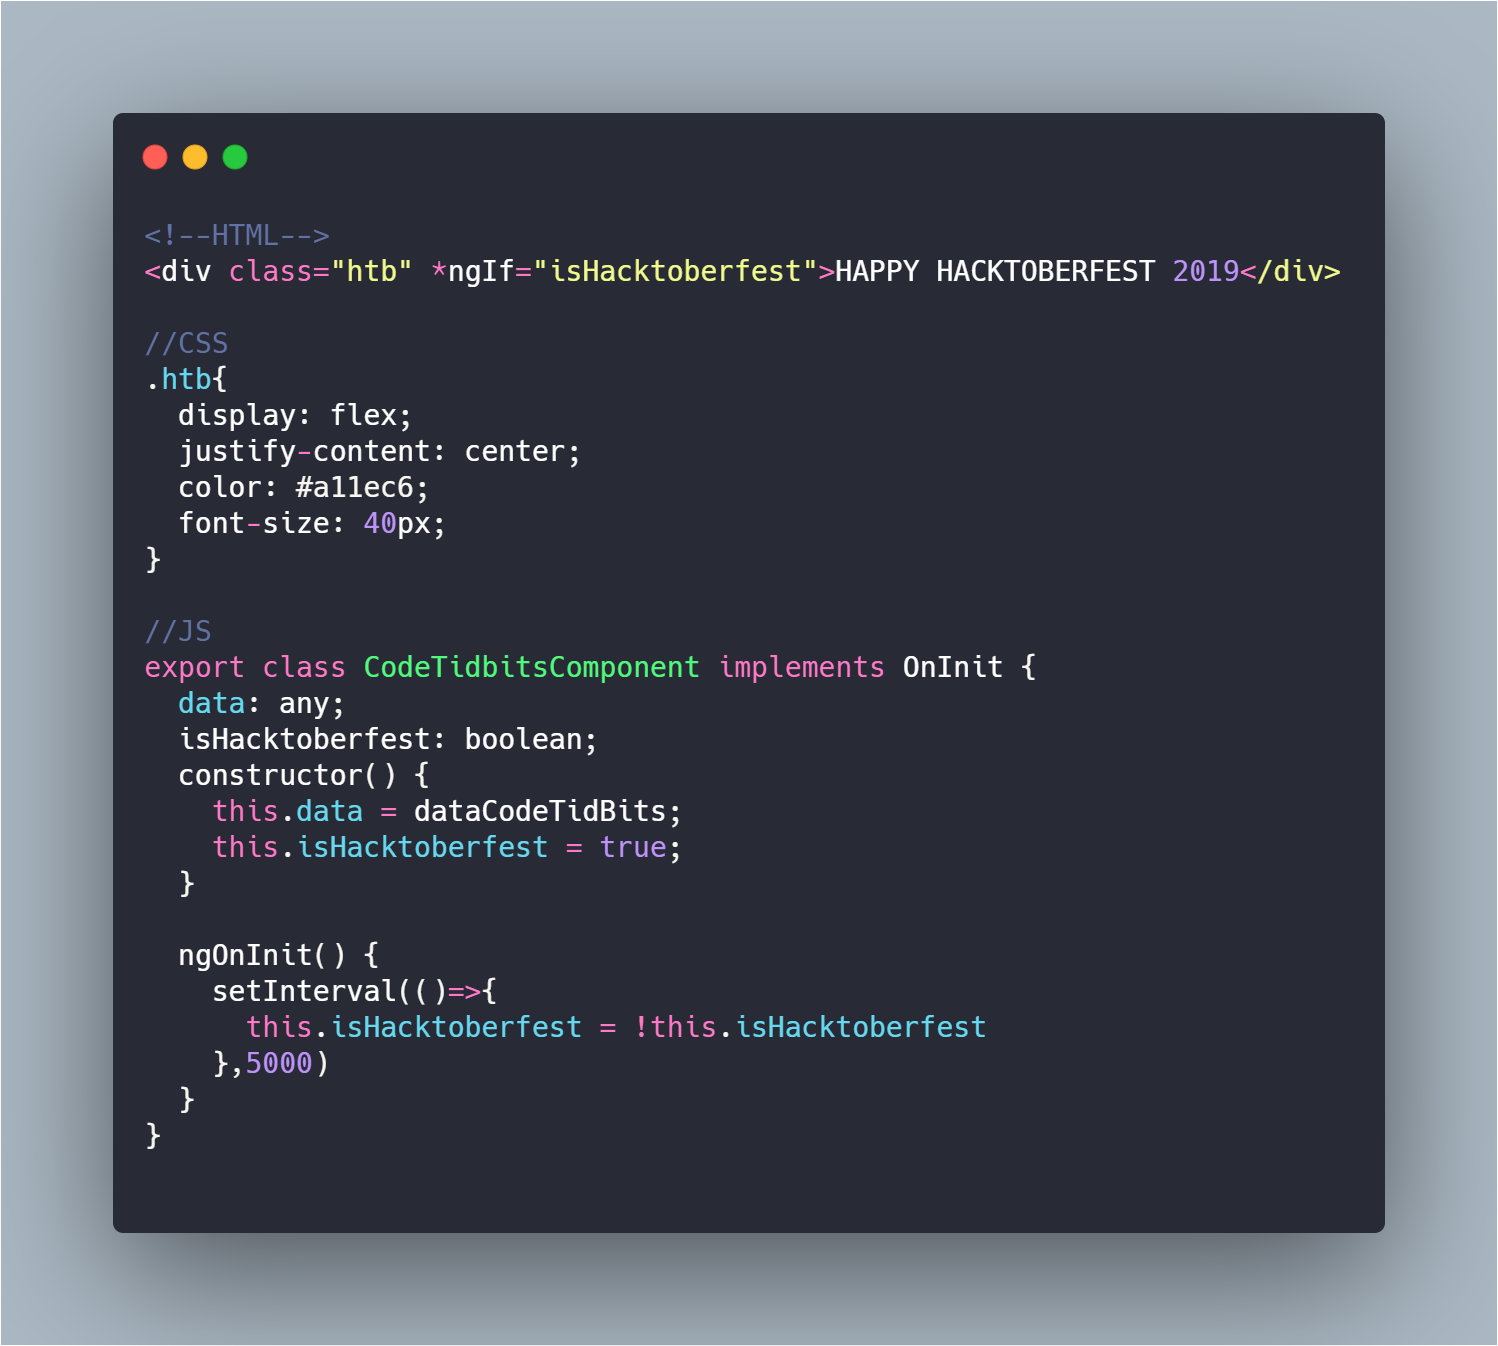 <!--HTML-->
<div class="htb" *ngIf="isHacktoberfest">HAPPY HACKTOBERFEST 2019</div>

//CSS
.htb{
  display: flex;
  justify-content: center;
  color: #a11ec6;
  font-size: 40px;
}

//JS
export class CodeTidbitsComponent implements OnInit {
  data: any;
  isHacktoberfest: boolean;
  constructor() {
    this.data = dataCodeTidBits;
    this.isHacktoberfest = true;
  }

  ngOnInit() {
    setInterval(()=>{
      this.isHacktoberfest = !this.isHacktoberfest
    },5000)
  }
}